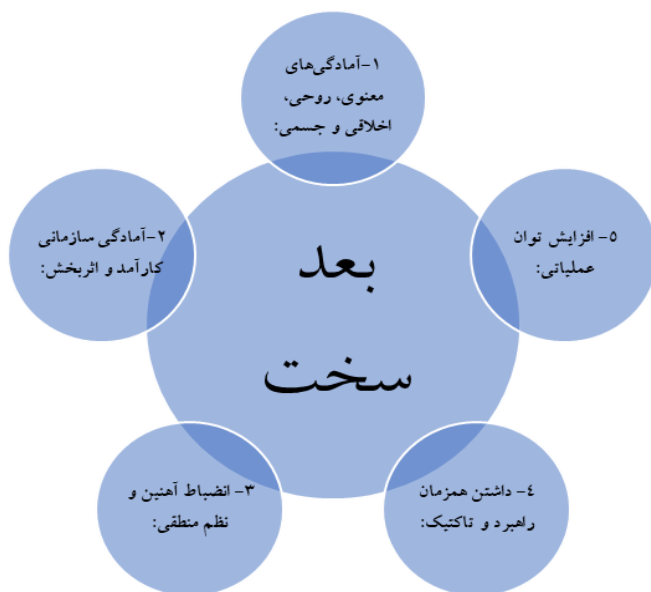 بعد
سخت
۱-آمادگی‌های
معنوی، روحی،
اخلاقی و جسمی:
۲-آمادگی سازمانی
کارآمد و اثربخش:
۳- انضباط آهنین و
نظم منطقی:
٤- داشتن همزمان
راهبرد و تاکتیک:
٥- افزایش توان
عملیاتی: